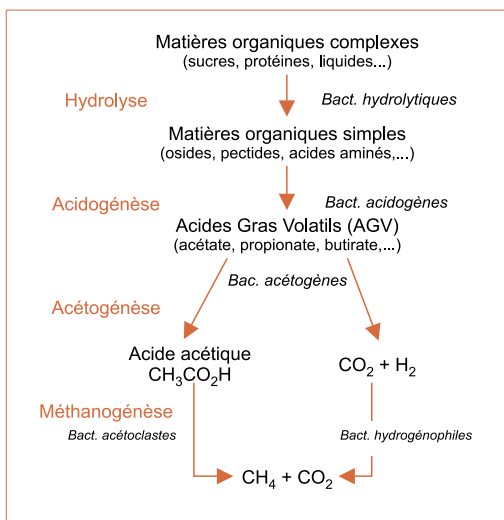 Matières organiques complexes
(sucres, protéines, liquides...)
Hydrolyse
Bact. hydrolytiques
Matières organiques simples
(osides, pectides, acides aminés,...)
Acidogénèse
Bact. acidogènes
Acides Gras Volatils (AGV)
(acétate, propionate, butirate,...)
Bac. acétogènes
Acétogénèse
Acide acétique
CH₃CO₂H
CO₂ + H₂
Méthanogénèse
Bact. acétoclastes
Bact. hydrogénophiles
CH₄ + CO₂